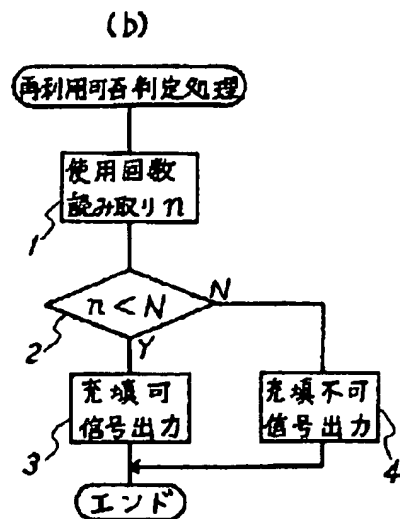 (b)
再利用可否判定処理
使用回数
読み取りn
1
n<N
N
2
Y
充填可
信号出力
3
充填不可
信号出力
4
エンド